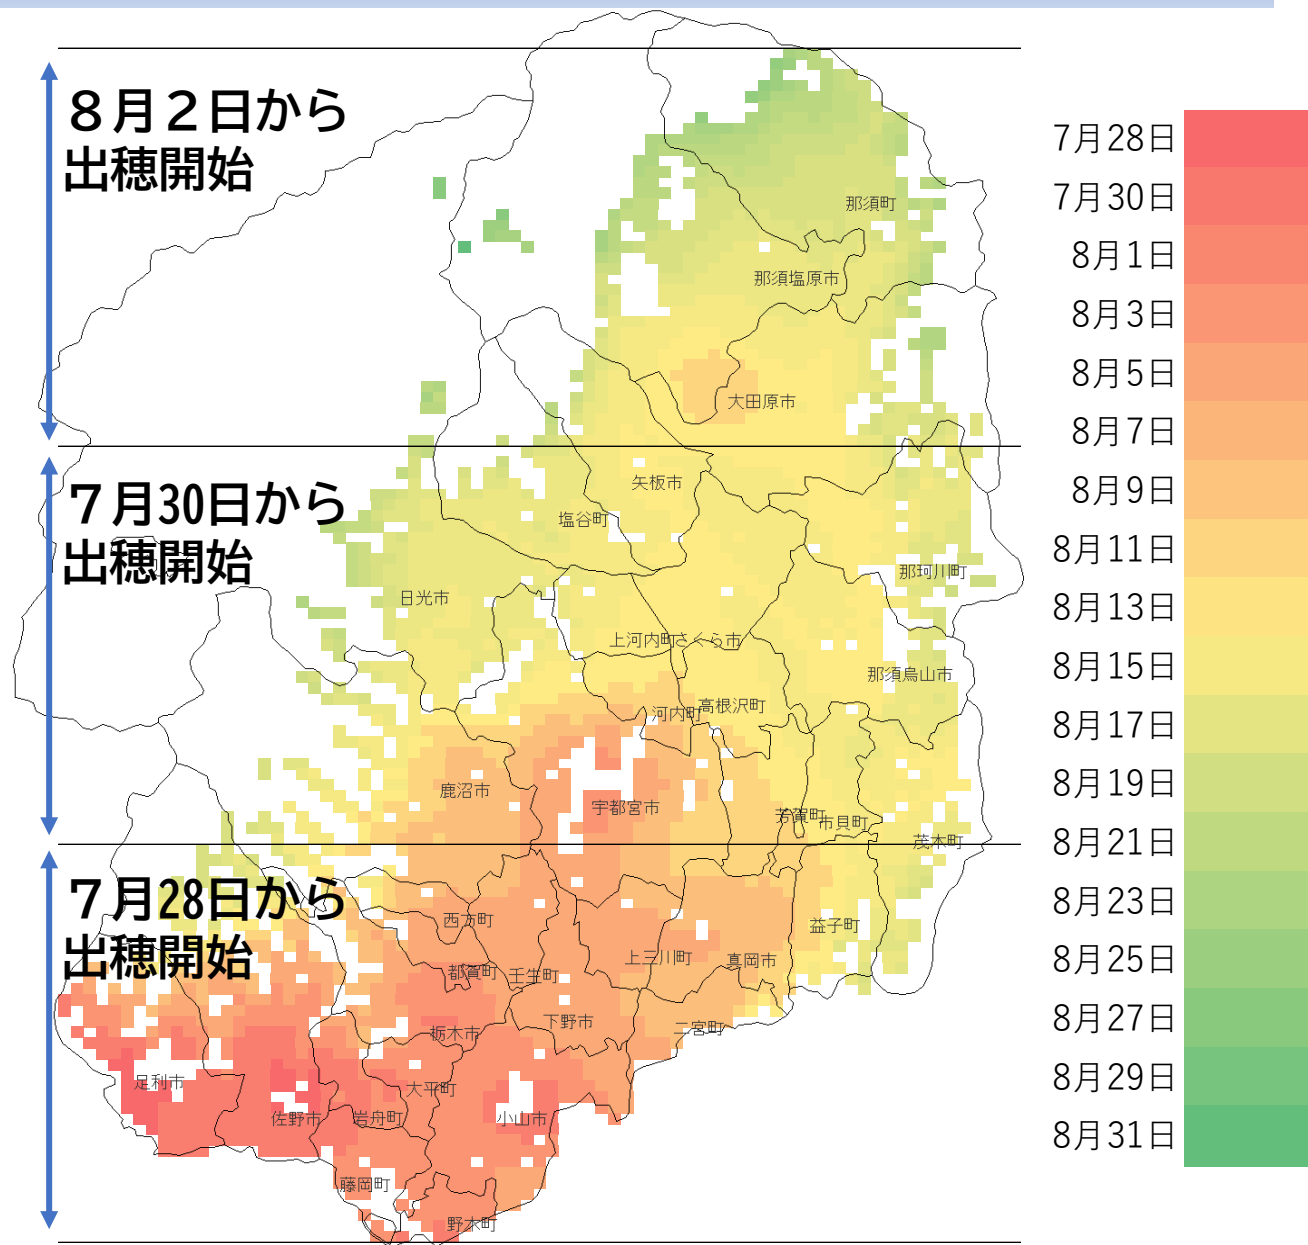 ８月２日から
出穂開始
７月30日から
出穂開始
７月28日から
出穂開始
那須町
那須塩原市
大田原市
矢板市
塩谷町
那珂川町
日光市
上河内町
さくら市
那須烏山市
河内町
高根沢町
鹿沼市
宇都宮市
芳賀町
市貝町
茂木町
西方町
益子町
上三川町
真岡市
都賀町
壬生町
下野市
二宮町
栃木市
足利市
大平町
佐野市
岩舟町
小山市
藤岡町
野木町
7月28日
7月30日
8月1日
8月3日
8月5日
8月7日
8月9日
8月11日
8月13日
8月15日
8月17日
8月19日
8月21日
8月23日
8月25日
8月27日
8月29日
8月31日